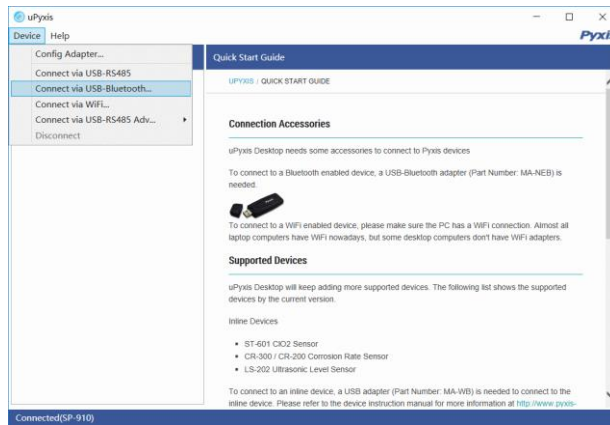 uPyxis
Device Help
Pyxi
Config Adapter...
Connect via USB-RS485
Connect via USB-Bluetooth...
Connect via WiFi...
Connect via USB-RS485 Adv...
Disconnect
Quick Start Guide
UPYXIS / QUICK START GUIDE
Connection Accessories
uPyxis Desktop needs some accessories to connect to Pyxis devices
To connect to a Bluetooth enabled device, a USB-Bluetooth adapter (Part Number: MA-NEB) is
needed.
To connect to a WiFi enabled device, please make sure the PC has a WiFi connection. Almost all
laptop computers have WiFi nowadays, but some desktop computers don't have WiFi adapters.
Supported Devices
uPyxis Desktop will keep adding more supported devices. The following list shows the supported
devices by the current version.
Inline Devices
• ST-601 ClO2 Sensor
• CR-300 / CR-200 Corrosion Rate Sensor
• LS-202 Ultrasonic Level Sensor
To connect to an inline device, a USB adapter (Part Number: MA-WB) is needed to connect to the
inline device. Please refer to the device instruction manual for more information at http://www.pyxis-
Connected(SP-910)